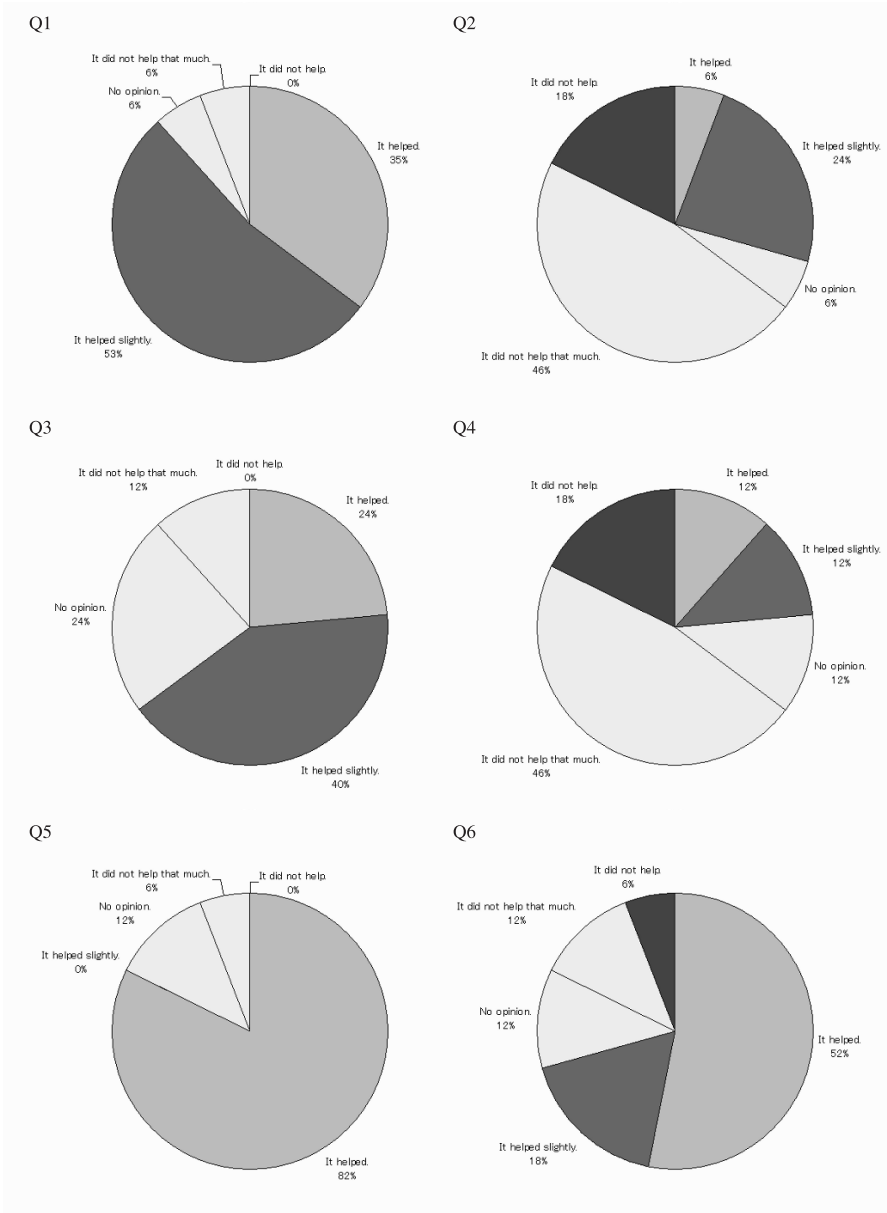 Q1
It did not help that much.
6%
It did not help.
0%
No opinion.
6%
It helped.
35%
It helped slightly.
53%
Q2
It helped.
6%
It did not help.
18%
It helped slightly.
24%
No opinion.
6%
It did not help that much.
46%
Q3
It did not help that much.
12%
It did not help.
0%
It helped.
24%
No opinion.
24%
It helped slightly.
40%
Q4
It did not help.
18%
It helped.
12%
It helped slightly.
12%
No opinion.
12%
It did not help that much.
46%
Q5
It did not help that much.
6%
It did not help.
0%
No opinion.
12%
It helped slightly.
0%
It helped.
82%
Q6
It did not help.
6%
It did not help that much.
12%
No opinion.
12%
It helped.
52%
It helped slightly.
18%